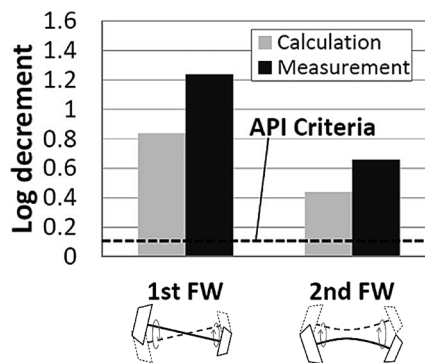 Log decrement
1.6
1.4
1.2
1
0.8
0.6
0.4
0.2
0
Calculation
Measurement
API Criteria
1st FW
2nd FW